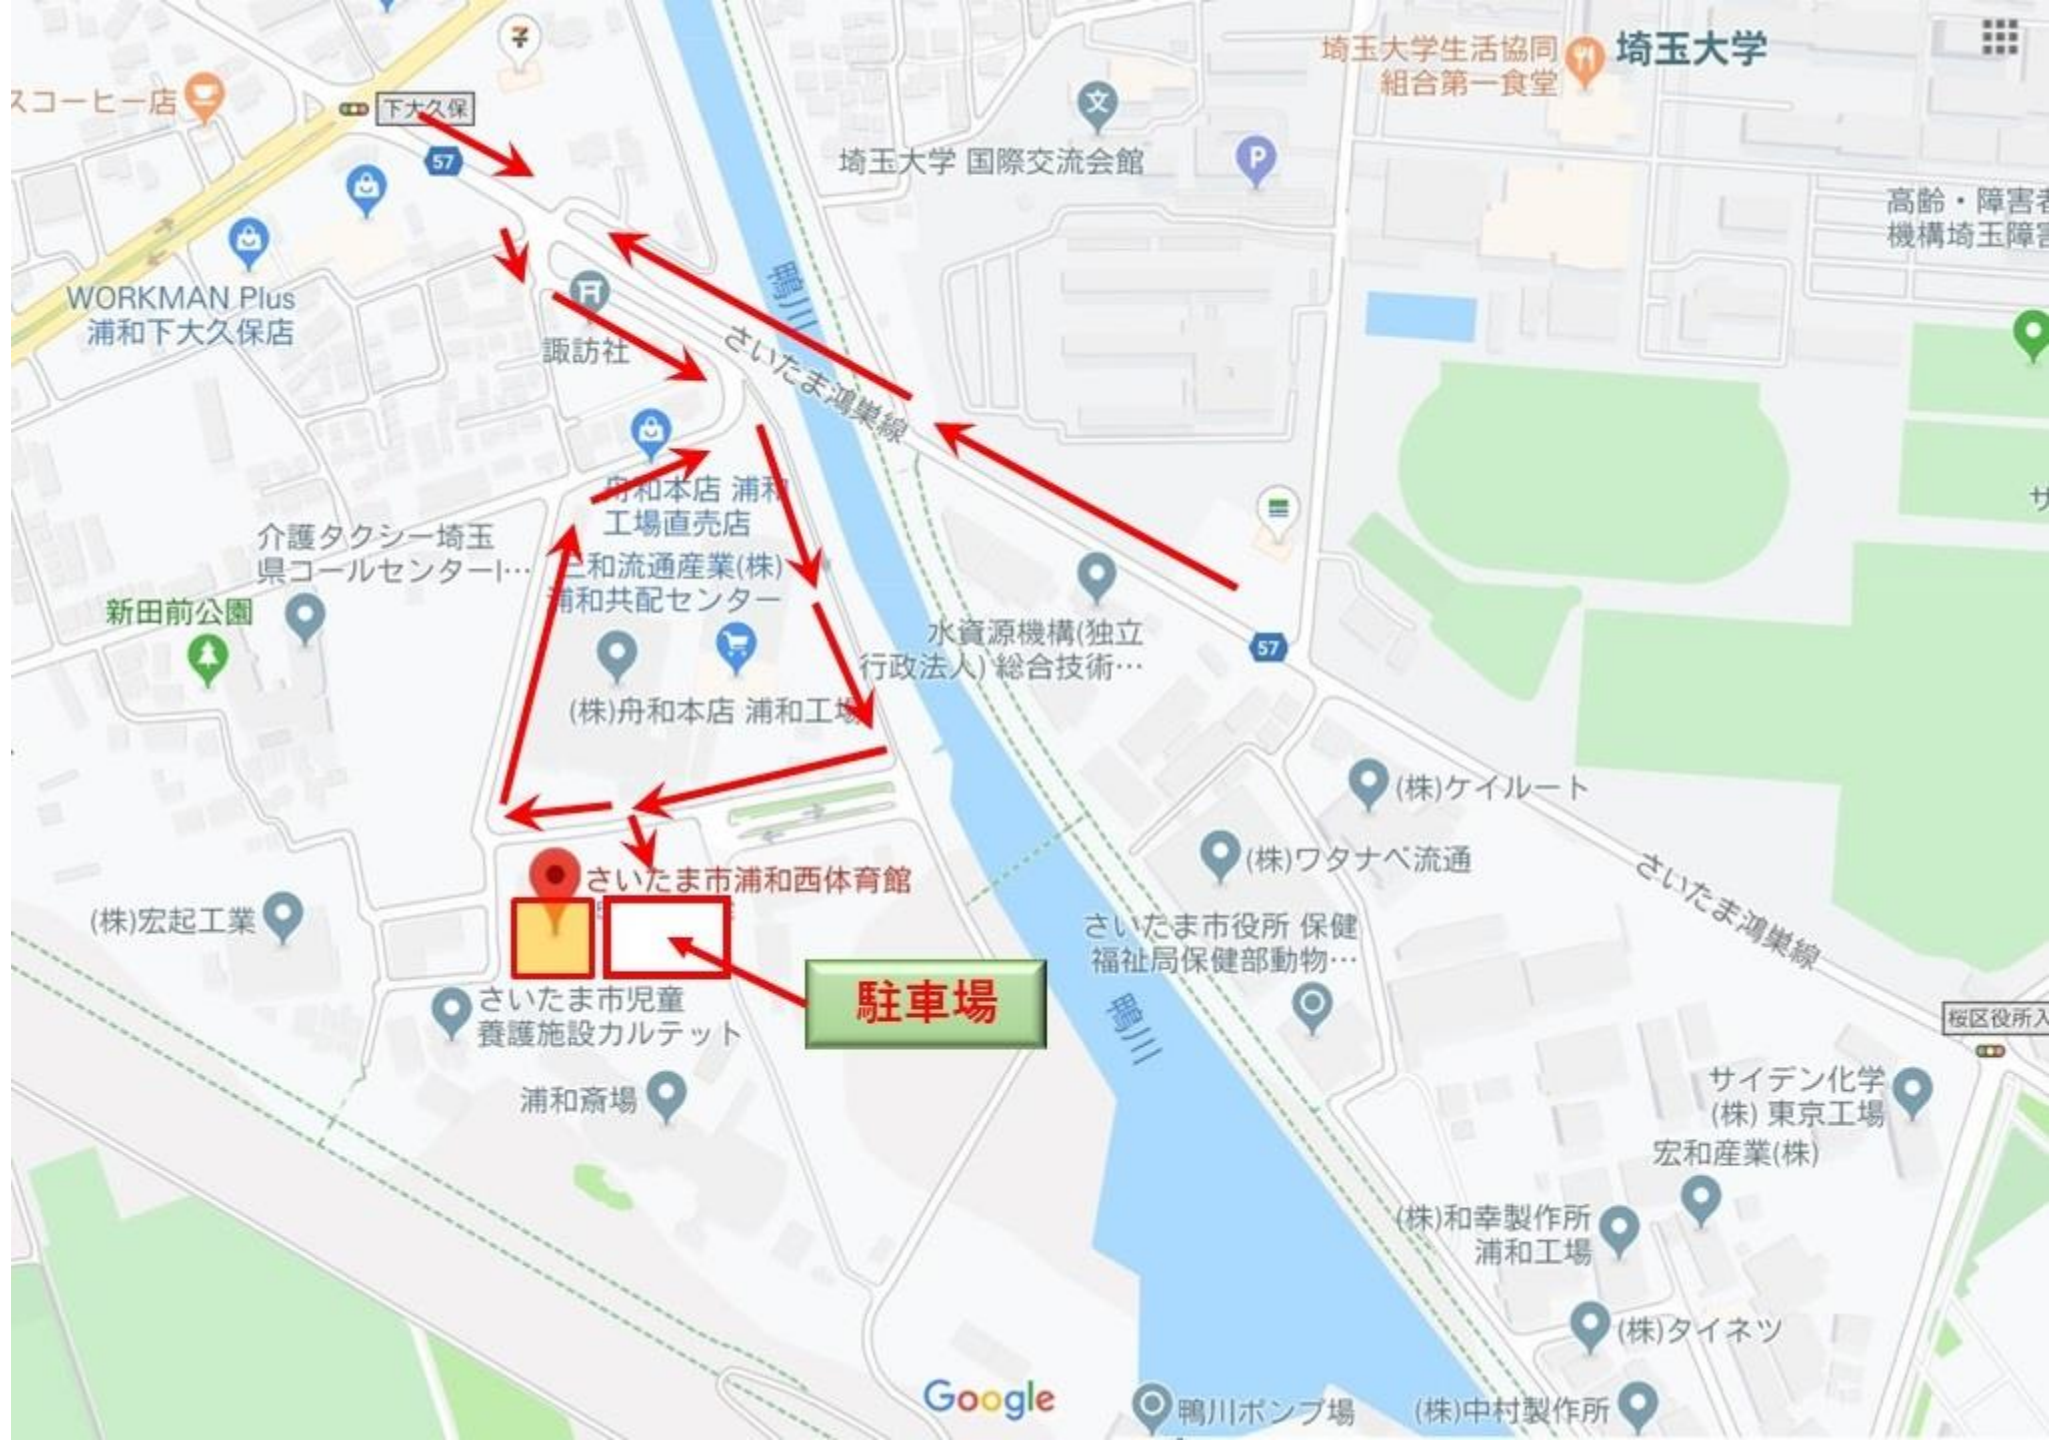 埼玉大学生活協同
組合第一食堂
埼玉大学
スコーヒー店
下大久保
57
文
埼玉大学 国際交流会館
P
高齢・障害者
機構埼玉障害
WORKMAN Plus
浦和下大久保店
鴨川
諏訪社
さいたま鴻巣線
舟和本店 浦和
工場直売店
介護タクシー埼玉
県コールセンター|…
三和流通産業(株)
浦和共配センター
サ
新田前公園
水資源機構(独立
行政法人) 総合技術…
57
(株)舟和本店 浦和工場
(株)ケイルート
(株)ワタナベ流通
さいたま市浦和西体育館
(株)宏起工業
さいたま鴻巣線
さいたま市役所 保健
福祉局保健部動物…
駐車場
さいたま市児童
養護施設カルテット
鴨川
桜区役所入
浦和斎場
サイデン化学
(株) 東京工場
宏和産業(株)
(株)和幸製作所
浦和工場
(株)タイネツ
Google
鴨川ポンプ場
(株)中村製作所